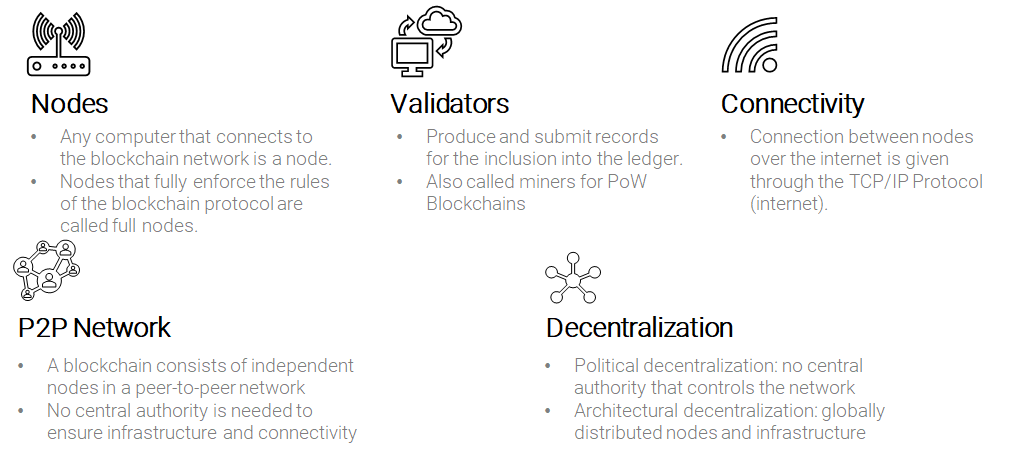 Nodes
• Any computer that connects to
the blockchain network is a node.
• Nodes that fully enforce the rules
of the blockchain protocol are
called full nodes.
Validators
• Produce and submit records
for the inclusion into the ledger.
• Also called miners for PoW
Blockchains
Connectivity
• Connection between nodes
over the internet is given
through the TCP/IP Protocol
(internet).
P2P Network
• A blockchain consists of independent
nodes in a peer-to-peer network
• No central authority is needed to
ensure infrastructure and connectivity
Decentralization
• Political decentralization: no central
authority that controls the network
• Architectural decentralization: globally
distributed nodes and infrastructure